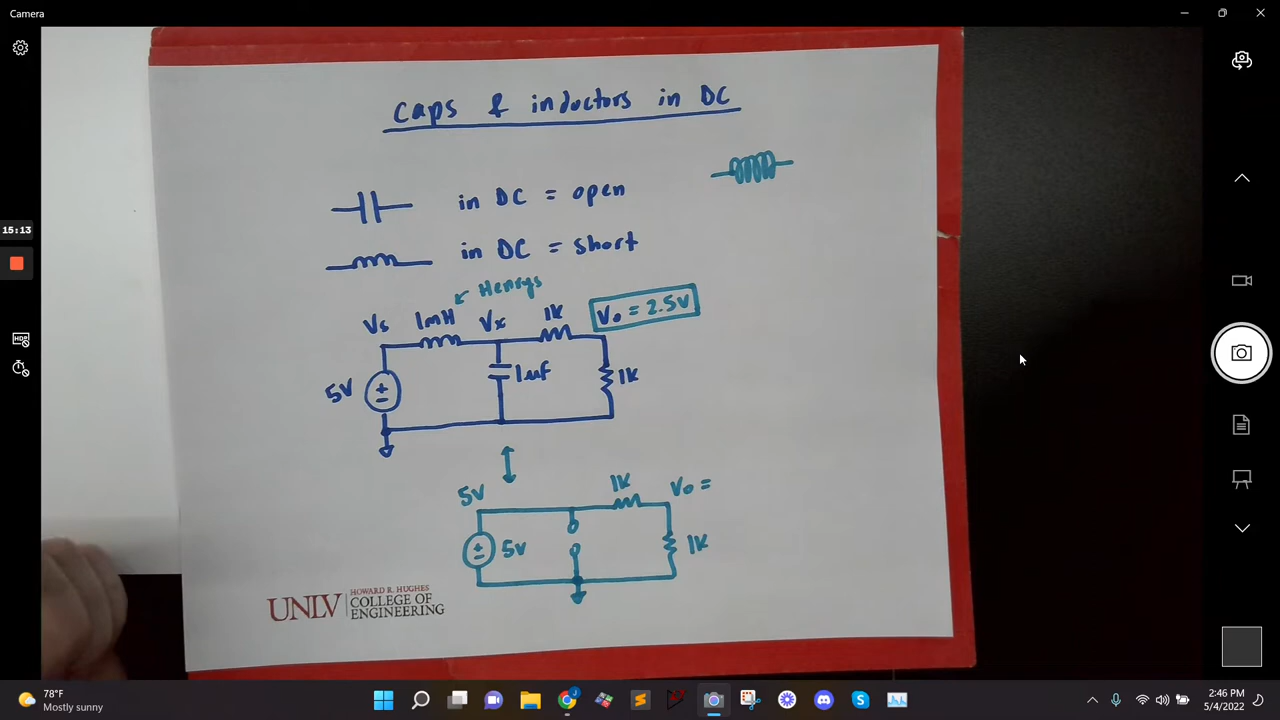 Camera
caps & inductors in DC
in DC = open
in DC = short
Henrys
Vs 1mH Vx 1K Vo = 2.5V
5V + - 1uf 1K
5V 1K Vo =
+ - 5V 1K
UNLV HOWARD R. HUGHES
COLLEGE OF
ENGINEERING
15:13
HDR
78°F
Mostly sunny
2:46 PM
5/4/2022